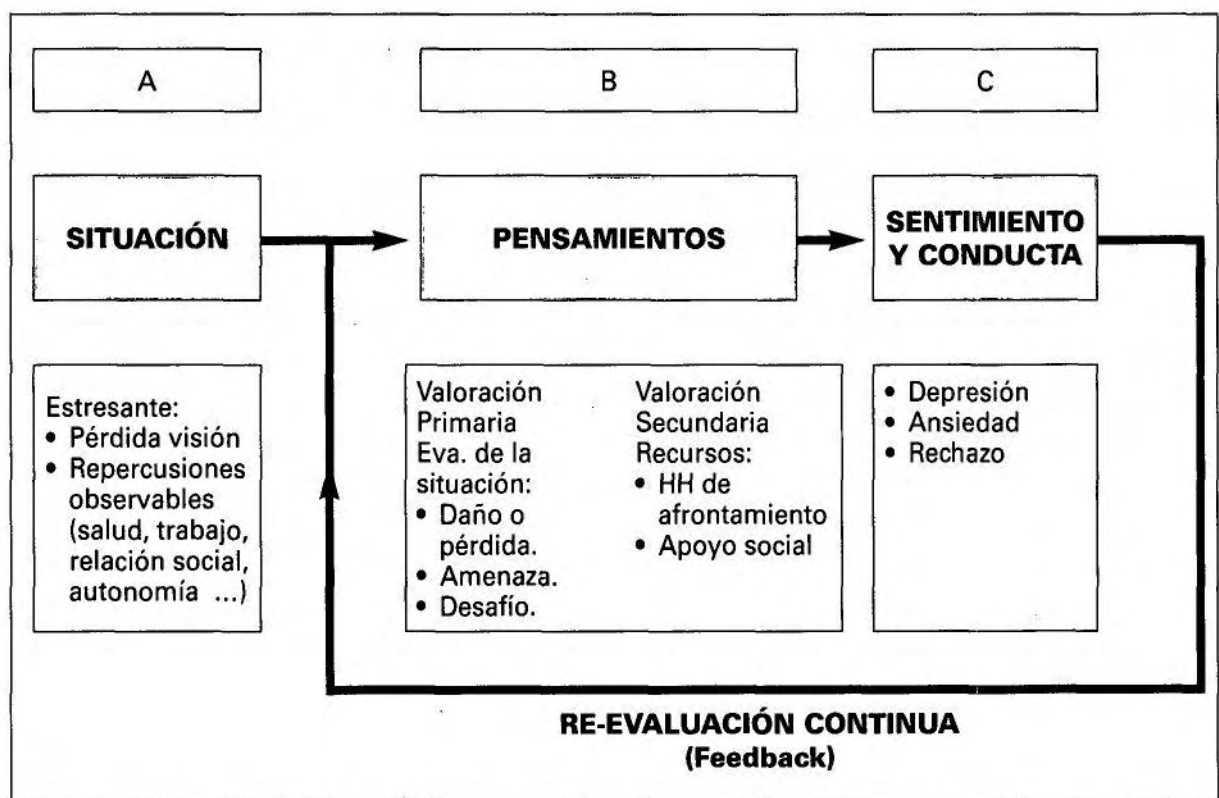 A
B
C
SITUACIÓN
PENSAMIENTOS
SENTIMIENTO
Y CONDUCTA
Estresante:
• Pérdida visión
• Repercusiones
observables
(salud, trabajo,
relación social,
autonomía ...)
Valoración
Primaria
Eva. de la
situación:
• Daño o
pérdida.
• Amenaza.
• Desafío.
Valoración
Secundaria
Recursos:
• HH de
afrontamiento
• Apoyo social
• Depresión
• Ansiedad
• Rechazo
RE-EVALUACIÓN CONTINUA
(Feedback)